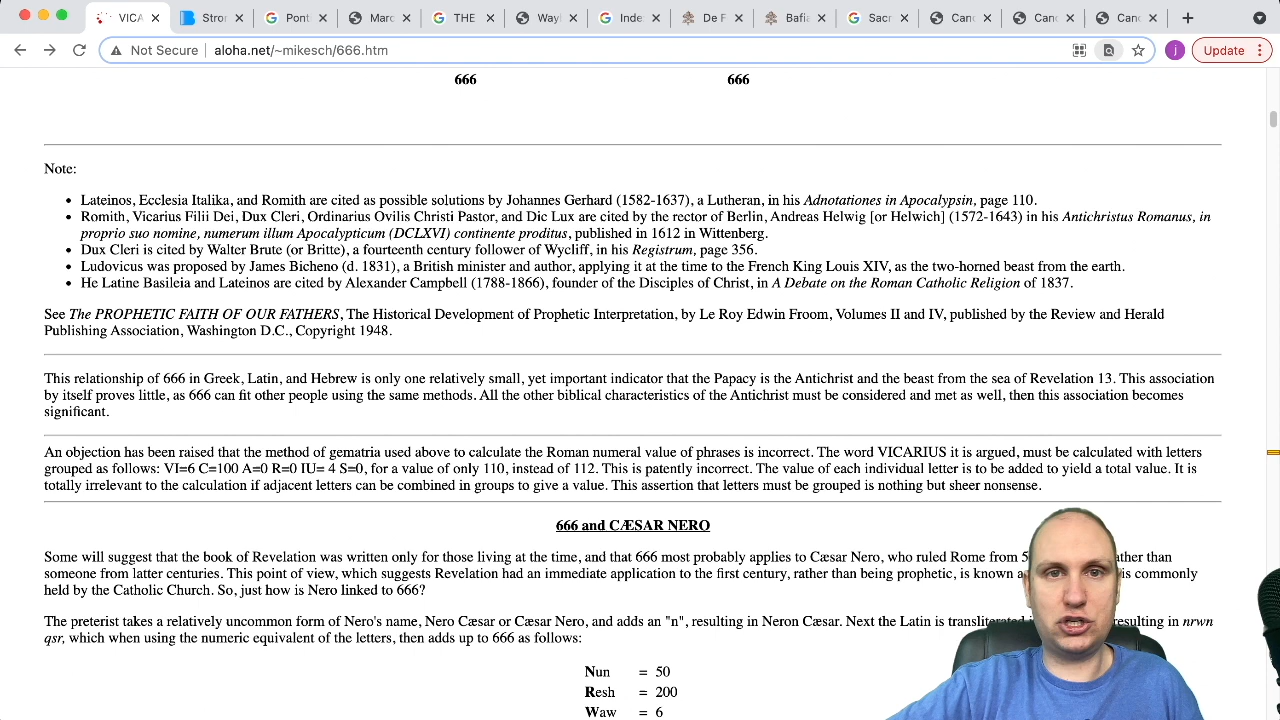 VICA
Stron
Pont
Marc
THE
Wayl
Inde
De F
Bafia
Sacr
Canc
Can
Canc
Not Secure
aloha.net/~mikesch/666.htm
j
Update
666 666
Note:
Lateinos, Ecclesia Italika, and Romith are cited as possible solutions by Johannes Gerhard (1582-1637), a Lutheran, in his Adnotationes in Apocalypsin, page 110.
Romith, Vicarius Filii Dei, Dux Cleri, Ordinarius Ovilis Christi Pastor, and Dic Lux are cited by the rector of Berlin, Andreas Helwig [or Helwich] (1572-1643) in his Antichristus Romanus, in
proprio suo nomine, numerum illum Apocalypticum (DCLXVI) continente proditus, published in 1612 in Wittenberg.
Dux Cleri is cited by Walter Brute (or Britte), a fourteenth century follower of Wycliff, in his Registrum, page 356.
Ludovicus was proposed by James Bicheno (d. 1831), a British minister and author, applying it at the time to the French King Louis XIV, as the two-horned beast from the earth.
He Latine Basileia and Lateinos are cited by Alexander Campbell (1788-1866), founder of the Disciples of Christ, in A Debate on the Roman Catholic Religion of 1837.
See The PROPHETIC FAITH OF OUR FATHERS, The Historical Development of Prophetic Interpretation, by Le Roy Edwin Froom, Volumes II and IV, published by the Review and Herald
Publishing Association, Washington D.C., Copyright 1948.
This relationship of 666 in Greek, Latin, and Hebrew is only one relatively small, yet important indicator that the Papacy is the Antichrist and the beast from the sea of Revelation 13. This association
by itself proves little, as 666 can fit other people using the same methods. All the other biblical characteristics of the Antichrist must be considered and met as well, then this association becomes
significant.
An objection has been raised that the method of gematria used above to calculate the Roman numeral value of phrases is incorrect. The word VICARIUS it is argued, must be calculated with letters
grouped as follows: VI=6 C=100 A=0 R=0 IU= 4 S=0, for a value of only 110, instead of 112. This is patently incorrect. The value of each individual letter is to be added to yield a total value. It is
totally irrelevant to the calculation if adjacent letters can be combined in groups to give a value. This assertion that letters must be grouped is nothing but sheer nonsense.
666 and CÆSAR NERO
Some will suggest that the book of Revelation was written only for those living at the time, and that 666 most probably applies to Cæsar Nero, who ruled Rome from 5 ather than
someone from latter centuries. This point of view, which suggests Revelation had an immediate application to the first century, rather than being prophetic, is known a is commonly
held by the Catholic Church. So, just how is Nero linked to 666?
The preterist takes a relatively uncommon form of Nero's name, Nero Cæsar or Cæsar Nero, and adds an "n", resulting in Neron Cæsar. Next the Latin is transliterated resulting in nrwn
qsr, which when using the numeric equivalent of the letters, then adds up to 666 as follows:
Nun = 50
Resh = 200
Waw = 6